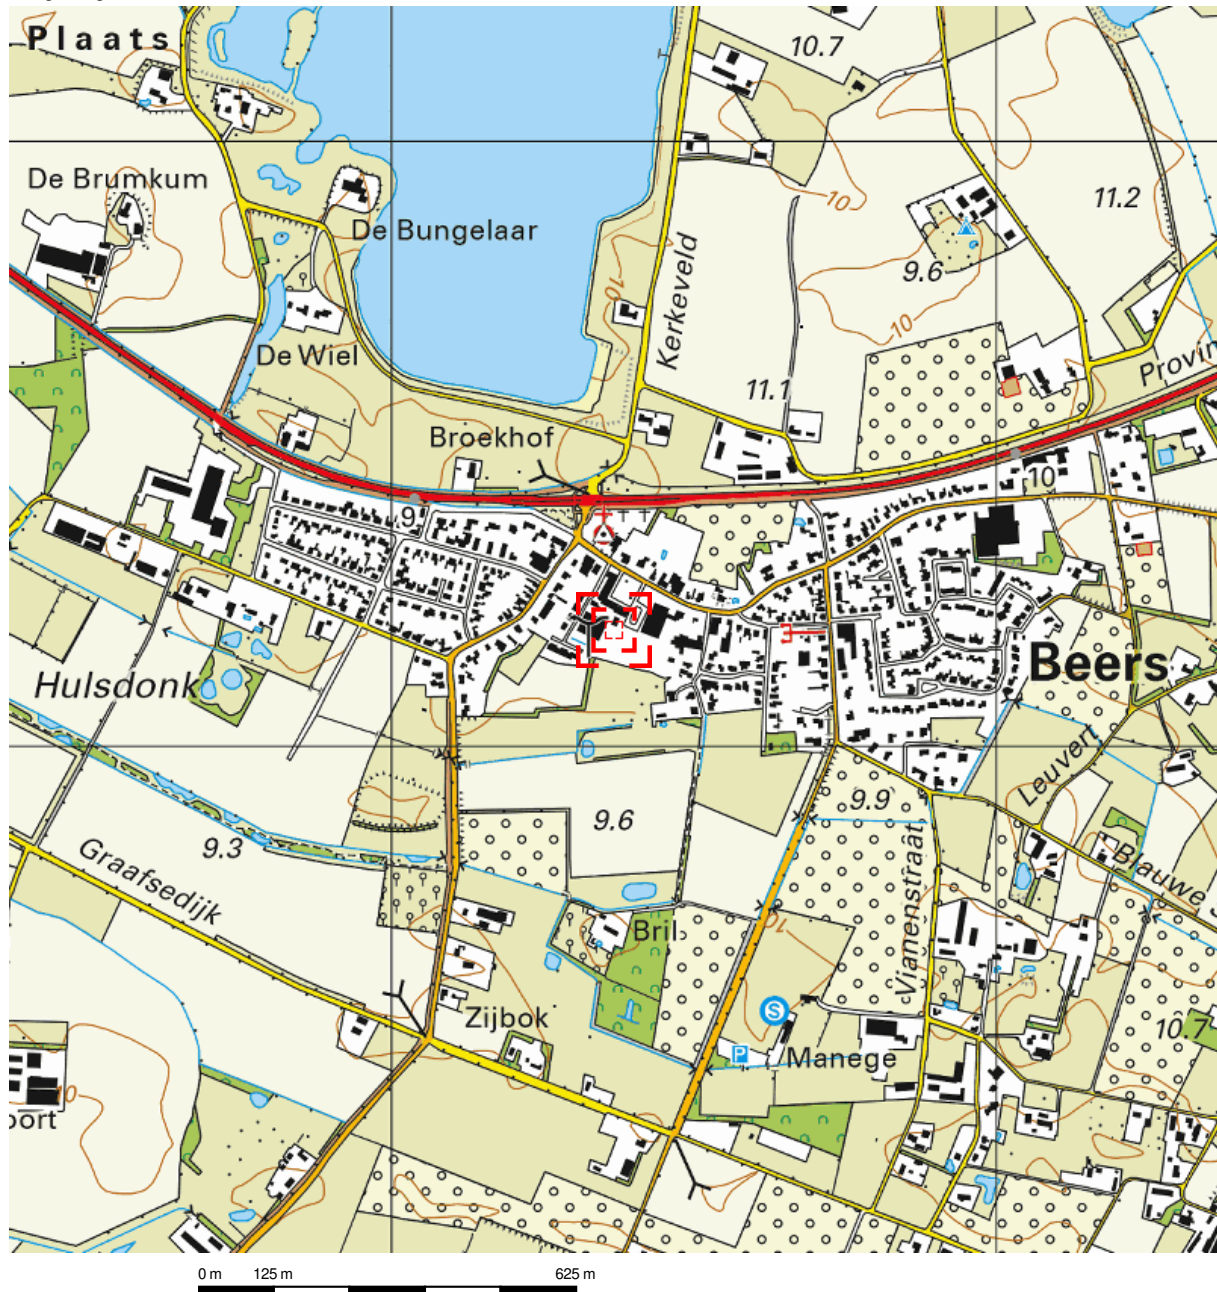 Plaats
10.7
De Brumkum
11.2
10
De Bungelaar
9.6
Kerkeveld
10
10
De Wiel
11.1
Provin
Broekhof
10
9
Beers
Hulsdonk
Leuvert
9.9
9.6
9.3
Graafsedijk
Vianenstraat
Blauwe S
10
Bril
Zijbok
S
10.7
P
Manege
10
oort
0 m 125 m 625 m